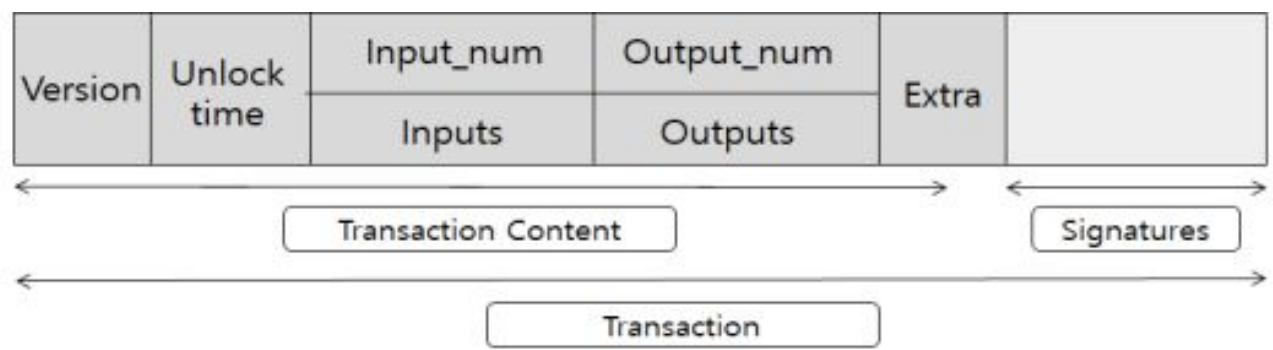 Version
Unlock
time
Input_num
Inputs
Output_num
Outputs
Extra
Transaction Content
Signatures
Transaction